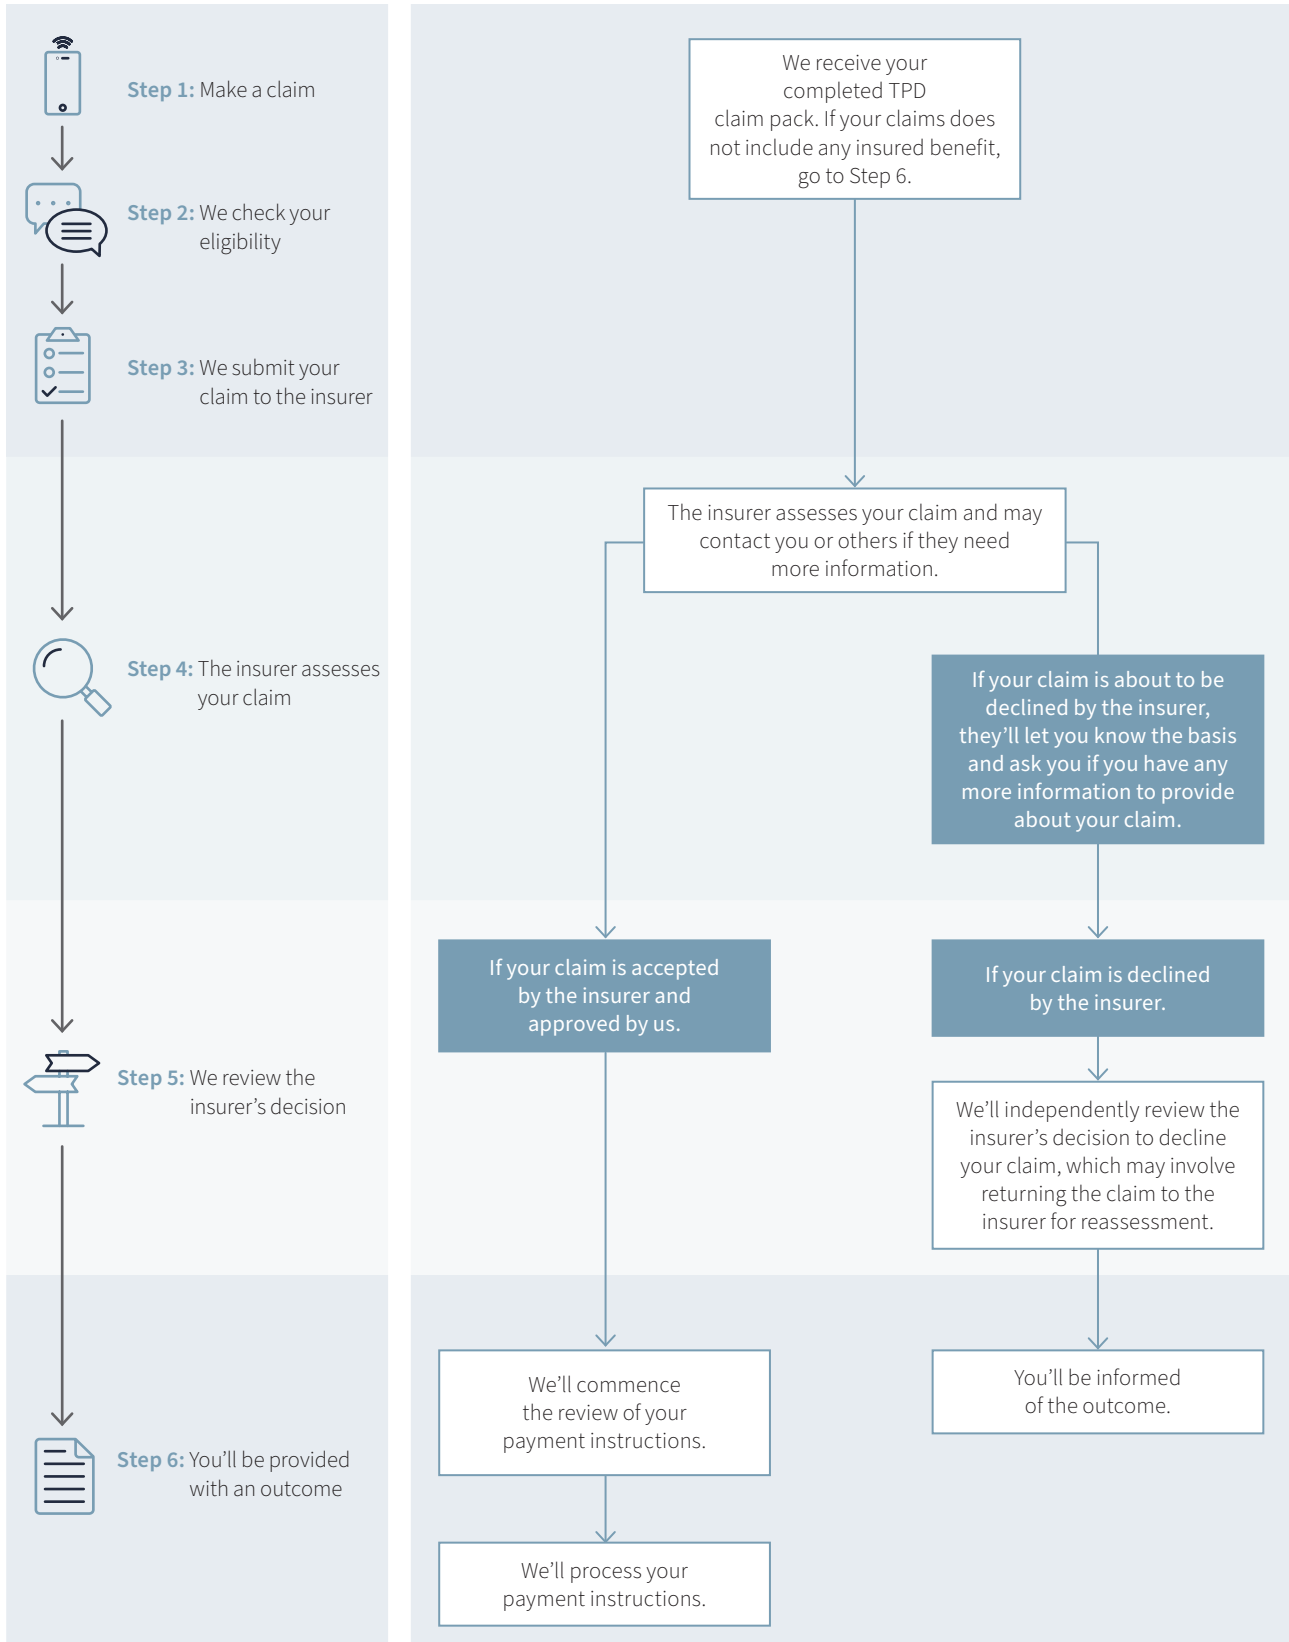 Step 1: Make a claim
Step 2: We check your
eligibility
Step 3: We submit your
claim to the insurer
Step 4: The insurer assesses
your claim
Step 5: We review the
insurer’s decision
Step 6: You’ll be provided
with an outcome
We receive your
completed TPD
claim pack. If your claims does
not include any insured benefit,
go to Step 6.
The insurer assesses your claim and may
contact you or others if they need
more information.
If your claim is about to be
declined by the insurer,
they’ll let you know the basis
and ask you if you have any
more information to provide
about your claim.
If your claim is accepted
by the insurer and
approved by us.
If your claim is declined
by the insurer.
We’ll independently review the
insurer’s decision to decline
your claim, which may involve
returning the claim to the
insurer for reassessment.
We’ll commence
the review of your
payment instructions.
You’ll be informed
of the outcome.
We’ll process your
payment instructions.